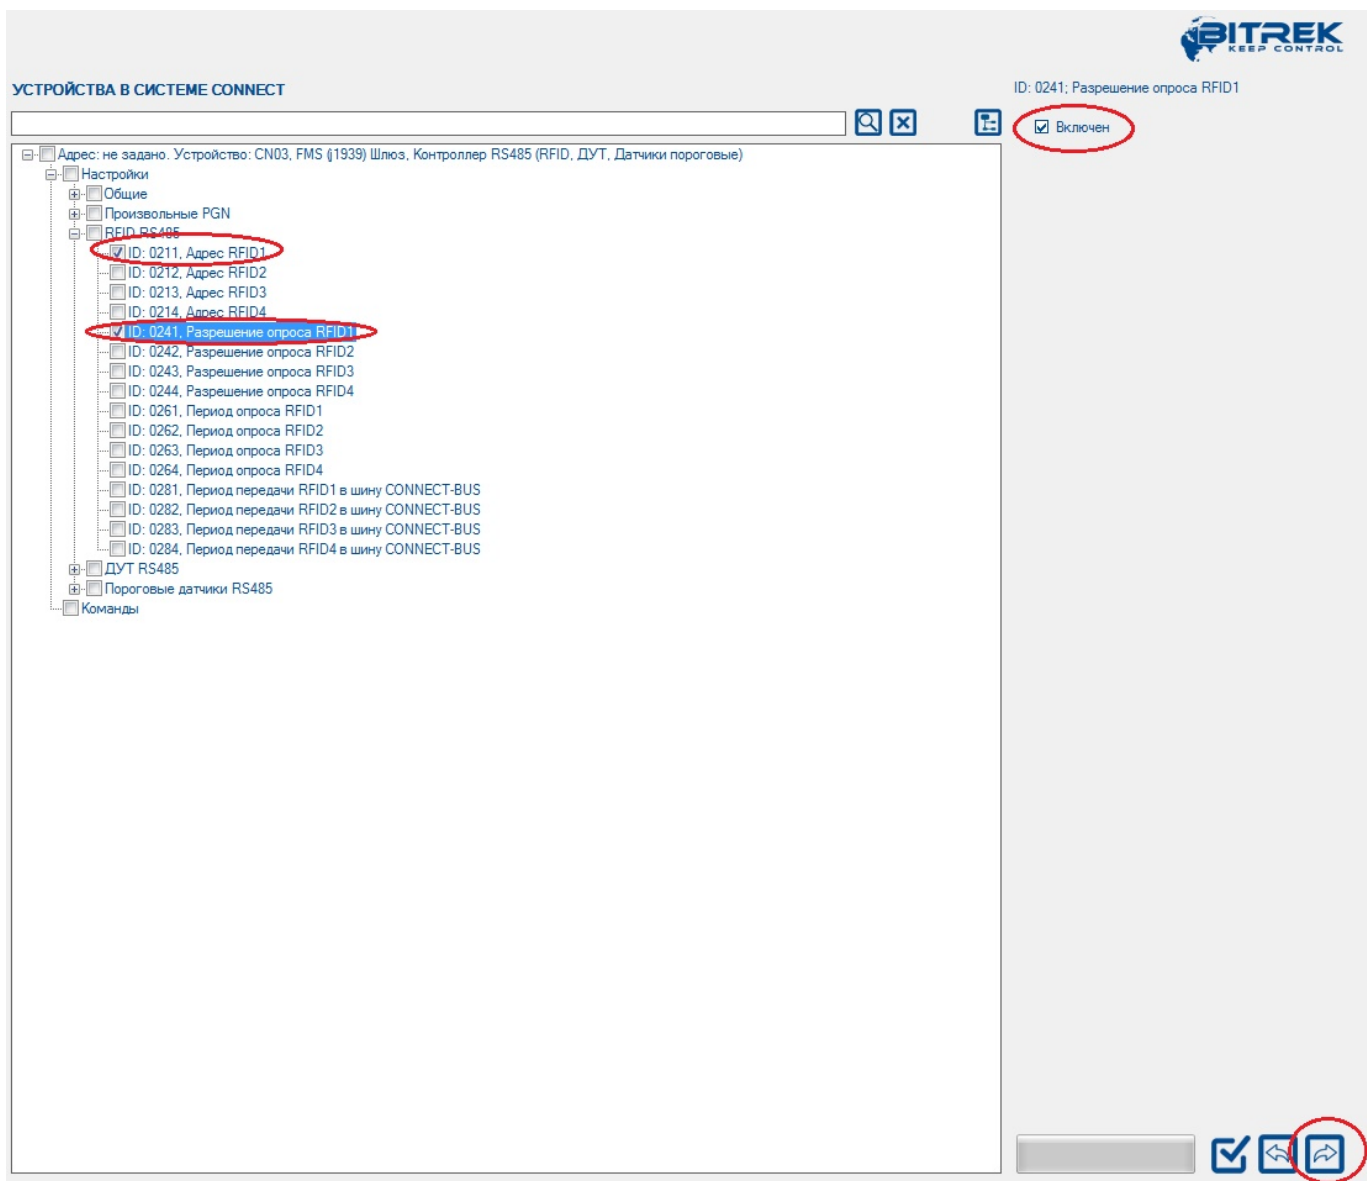 BITREK
KEEP CONTROL
УСТРОЙСТВА В СИСТЕМЕ CONNECT
ID: 0241; Разрешение опроса RFID1
Включен
Адрес: не задано. Устройство: CN03, FMS (j1939) Шлюз, Контроллер RS485 (RFID, ДУТ, Датчики пороговые)
Настройки
Общие
Произвольные PGN
RFID RS485
ID: 0211, Адрес RFID1
ID: 0212, Адрес RFID2
ID: 0213, Адрес RFID3
ID: 0214, Адрес RFID4
ID: 0241, Разрешение опроса RFID1
ID: 0242, Разрешение опроса RFID2
ID: 0243, Разрешение опроса RFID3
ID: 0244, Разрешение опроса RFID4
ID: 0261, Период опроса RFID1
ID: 0262, Период опроса RFID2
ID: 0263, Период опроса RFID3
ID: 0264, Период опроса RFID4
ID: 0281, Период передачи RFID1 в шину CONNECT-BUS
ID: 0282, Период передачи RFID2 в шину CONNECT-BUS
ID: 0283, Период передачи RFID3 в шину CONNECT-BUS
ID: 0284, Период передачи RFID4 в шину CONNECT-BUS
ДУТ RS485
Пороговые датчики RS485
Команды